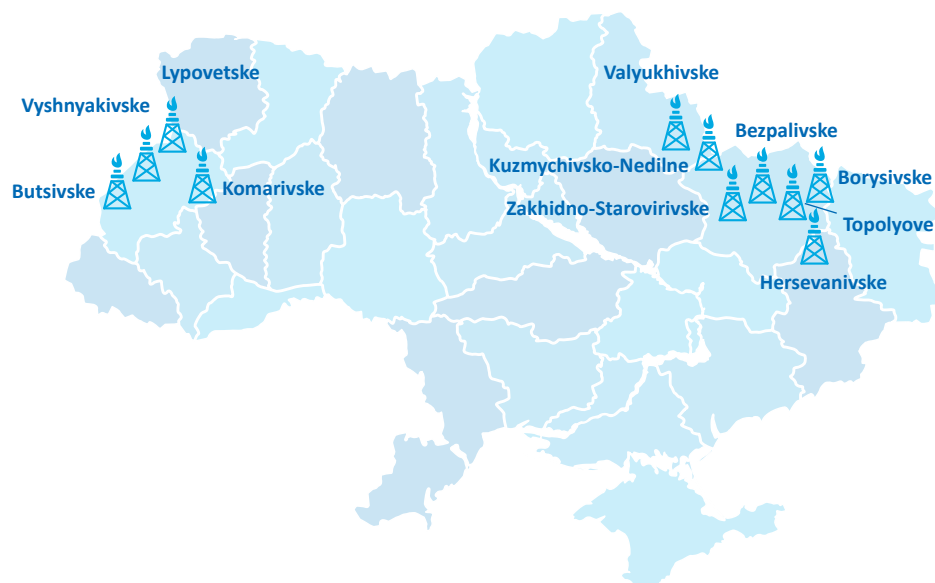 Lypovetske
Valyukhivske
Vyshnyakivske
Bezpalivske
Kuzmychivsko-Nedilne
Butsivske
Komarivske
Borysivske
Zakhidno-Starovirivske
Topolyove
Hersevanivske